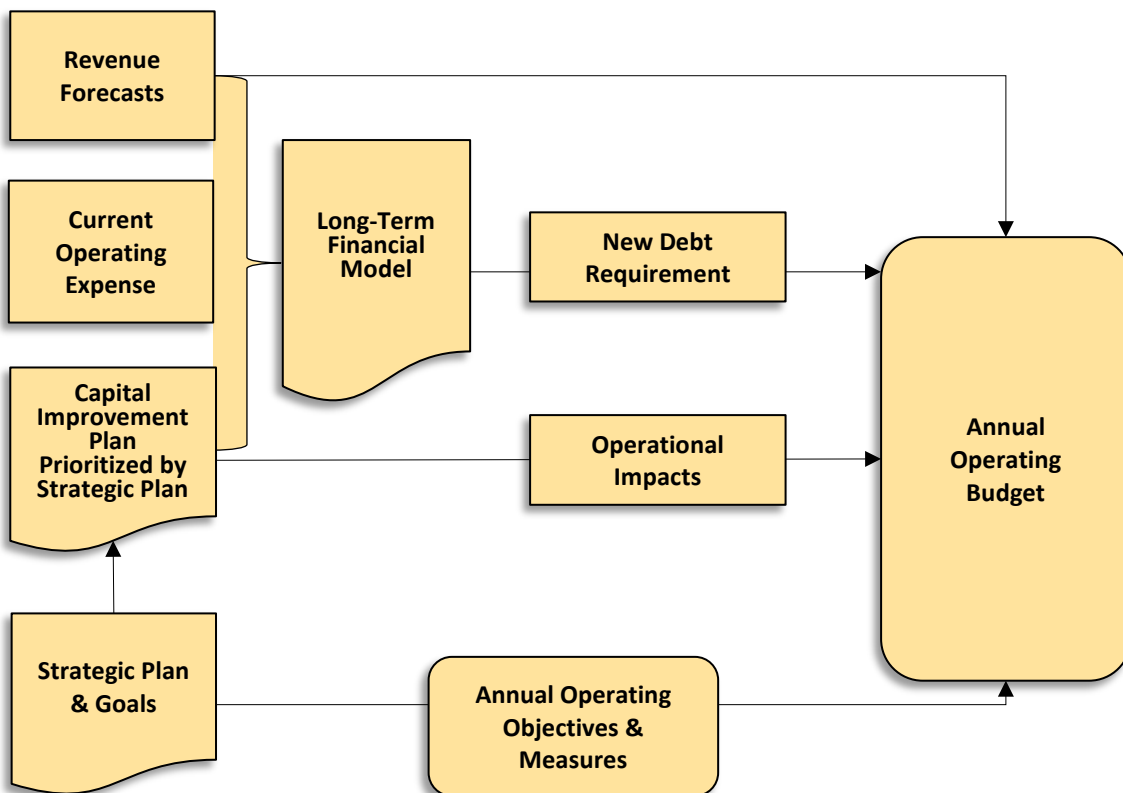 Revenue
Forecasts
Current
Operating
Expense
Long-Term
Financial
Model
New Debt
Requirement
Capital
Improvement
Plan
Prioritized by
Strategic Plan
Operational
Impacts
Annual
Operating
Budget
Strategic Plan
& Goals
Annual Operating
Objectives &
Measures